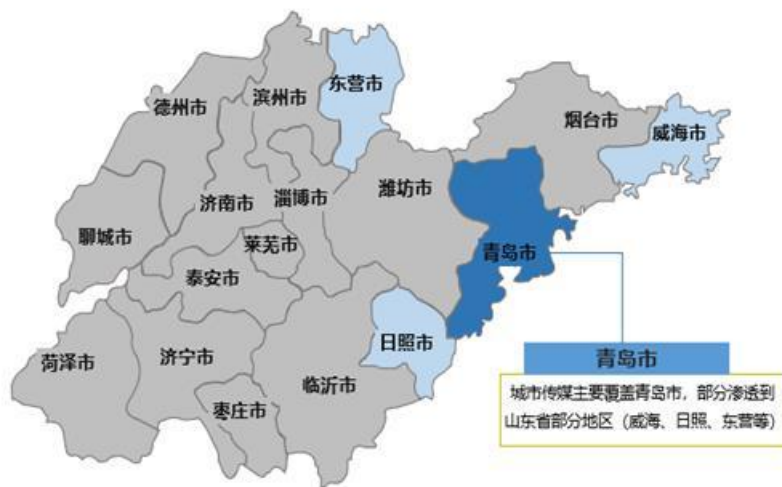 东营市
滨州市
德州市
烟台市
威海市
潍坊市
淄博市
济南市
聊城市
莱芜市
青岛市
泰安市
日照市
菏泽市
济宁市
临沂市
枣庄市
青岛市
城市传媒主要覆盖青岛市，部分渗透到
山东省部分地区（威海、日照、东营等）